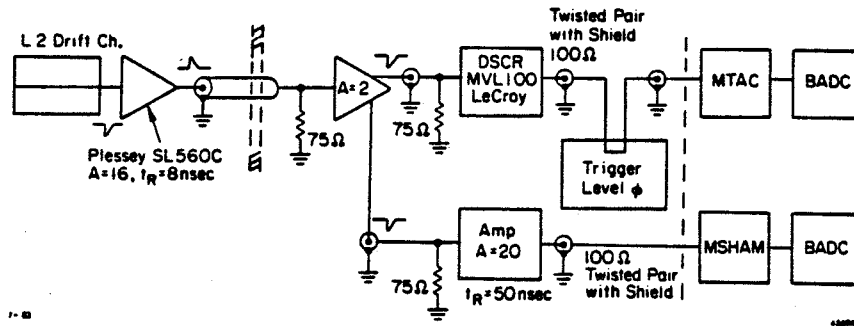 L 2 Drift Ch.
Plessey SL560C
A=16, tR=8nsec
75Ω
A=2
75Ω
DSCR
MVL100
LeCroy
Twisted Pair
with Shield
100Ω
Trigger
Level ϕ
MTAC
BADC
75Ω
Amp
A=20
tR=50nsec
100Ω
Twisted Pair
with Shield
MSHAM
BADC